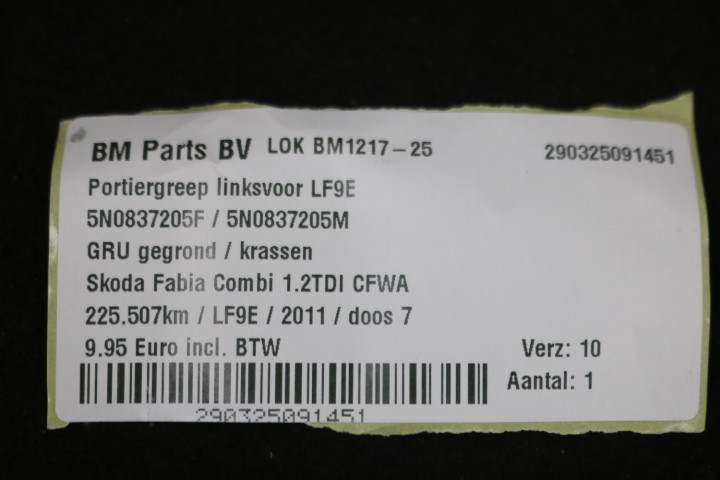 BM Parts BV LOK BM1217-25 290325091451
Portiergreep linksvoor LF9E
5N0837205F / 5N0837205M
GRU gegrond / krassen
Skoda Fabia Combi 1.2TDI CFWA
225.507km / LF9E / 2011 / doos 7
9.95 Euro incl. BTW Verz: 10
Aantal: 1
290325091451